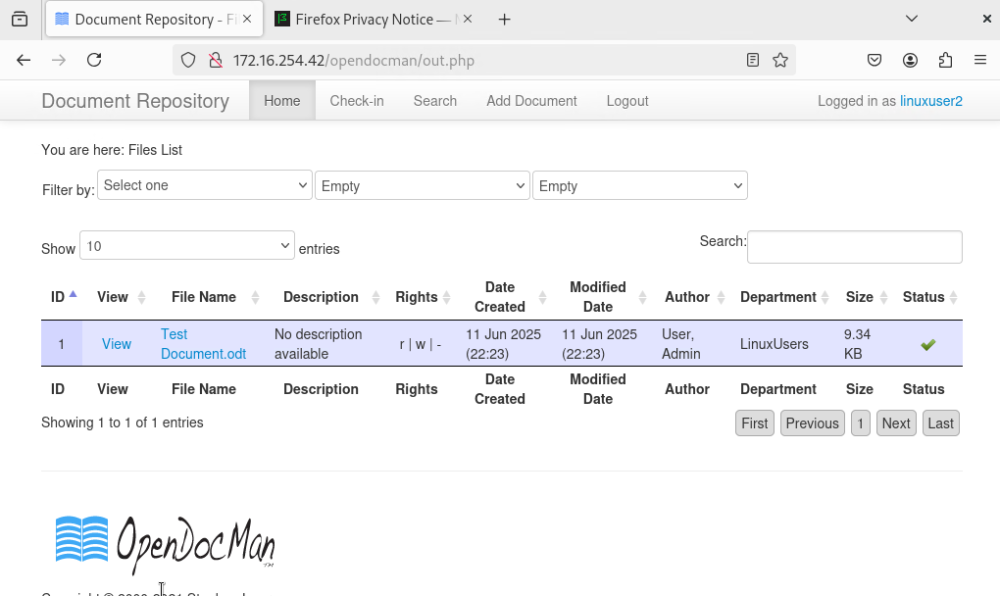 Document Repository - Fi
Firefox Privacy Notice —
172.16.254.42/opendocman/out.php
Document Repository Home Check-in Search Add Document Logout Logged in as linuxuser2
You are here: Files List
Filter by: Select one Empty Empty
Show 10 entries Search:
ID View File Name Description Rights Date Created Modified Date Author Department Size Status
1 View Test Document.odt No description available r | w | - 11 Jun 2025 (22:23) 11 Jun 2025 (22:23) User, Admin LinuxUsers 9.34 KB
ID View File Name Description Rights Date Created Modified Date Author Department Size Status
Showing 1 to 1 of 1 entries First Previous 1 Next Last
OpenDocMan™